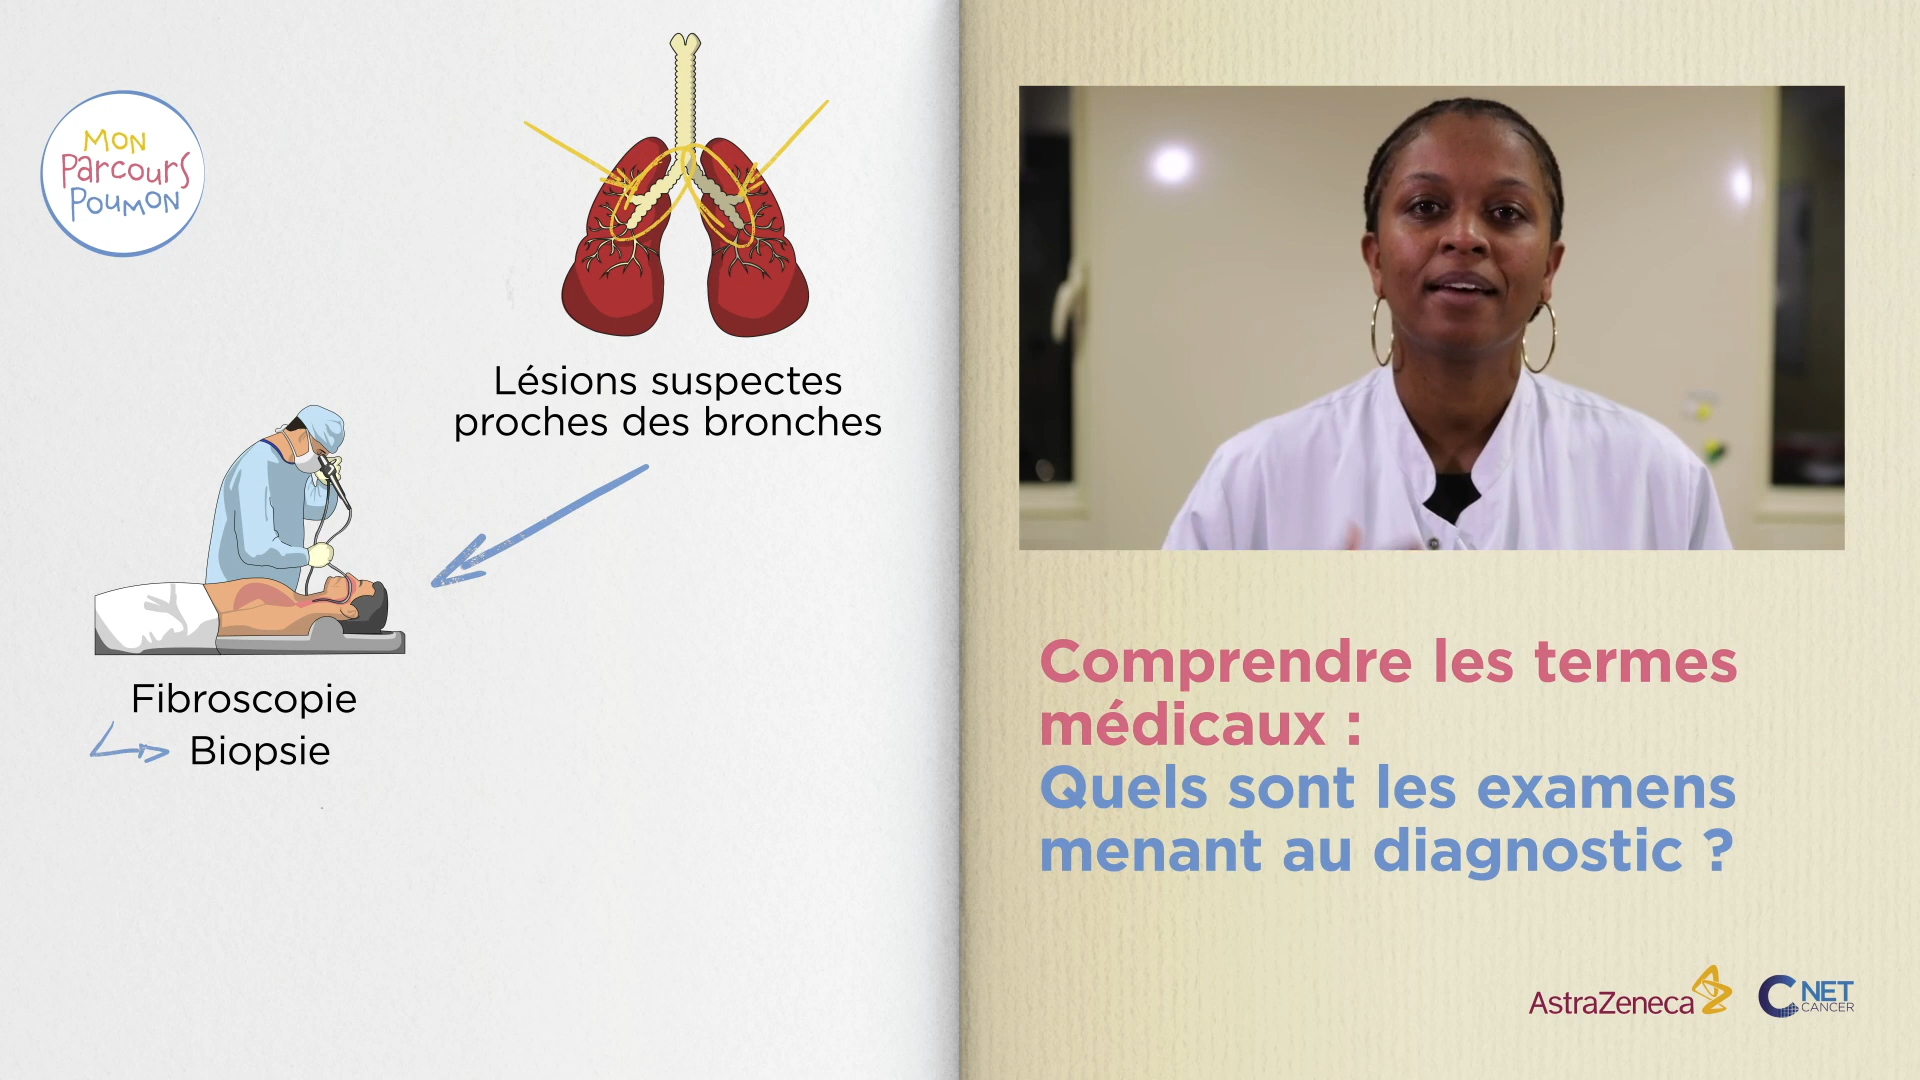 MON
Parcours
Poumon
Lésions suspectes
proches des bronches
Fibroscopie
Biopsie
Comprendre les termes
médicaux :
Quels sont les examens
menant au diagnostic ?
AstraZeneca
C NET
CANCER